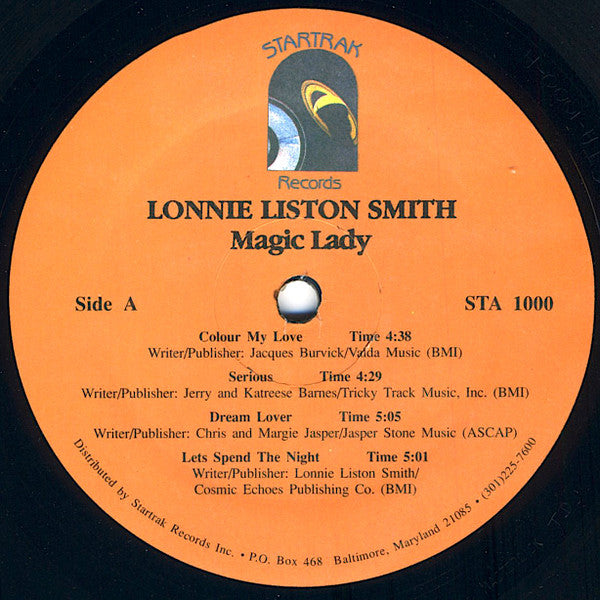 STARTRAK
Records
LONNIE LISTON SMITH
Magic Lady
Side A
STA 1000
Colour My Love Time 4:38
Writer/Publisher: Jacques Burvick/Valda Music (BMI)
Serious Time 4:29
Writer/Publisher: Jerry and Katreese Barnes/Tricky Track Music, Inc. (BMI)
Dream Lover Time 5:05
Writer/Publisher: Chris and Margie Jasper/Jasper Stone Music (ASCAP)
Lets Spend The Night Time 5:01
Writer/Publisher: Lonnie Liston Smith/
Cosmic Echoes Publishing Co. (BMI)
Distributed by Startrak Records Inc. • P.O. Box 468 Baltimore, Maryland 21085 • (301)225-7600